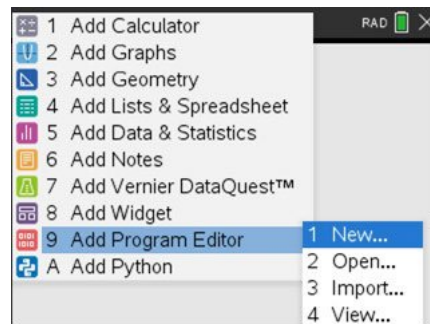 1 Add Calculator
RAD
2 Add Graphs
3 Add Geometry
4 Add Lists & Spreadsheet
5 Add Data & Statistics
6 Add Notes
7 Add Vernier DataQuest™
8 Add Widget
9 Add Program Editor
A Add Python
1 New...
2 Open...
3 Import...
4 View...